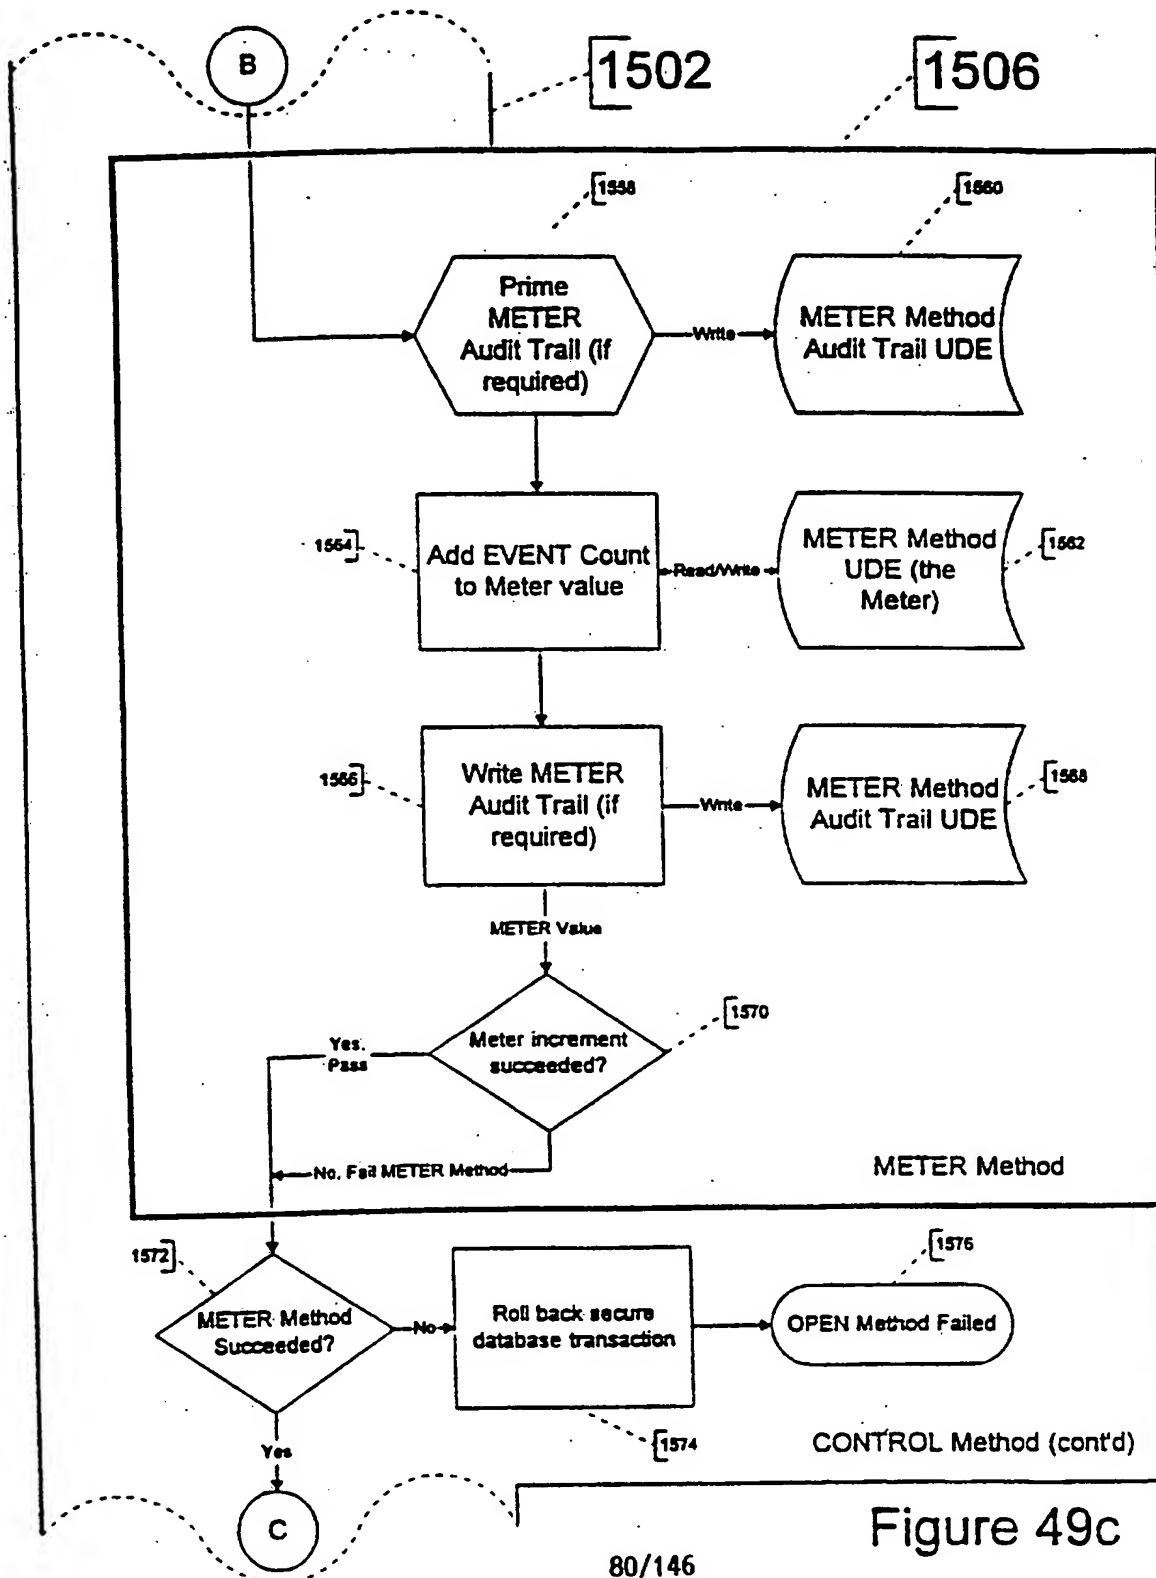 B
1502
1506
1558
1560
Prime
METER
Audit Trail (if
required)
Write
METER Method
Audit Trail UDE
1564
Add EVENT Count
to Meter value
Read/Write
METER Method
UDE (the
Meter)
1562
1566
Write METER
Audit Trail (if
required)
Write
METER Method
Audit Trail UDE
1568
METER Value
Meter increment
succeeded?
1570
Yes.
Pass
No. Fail METER Method
METER Method
1572
METER Method
Succeeded?
No
Roll back secure
database transaction
1574
OPEN Method Failed
1576
Yes
CONTROL Method (cont'd)
C
Figure 49c
80/146